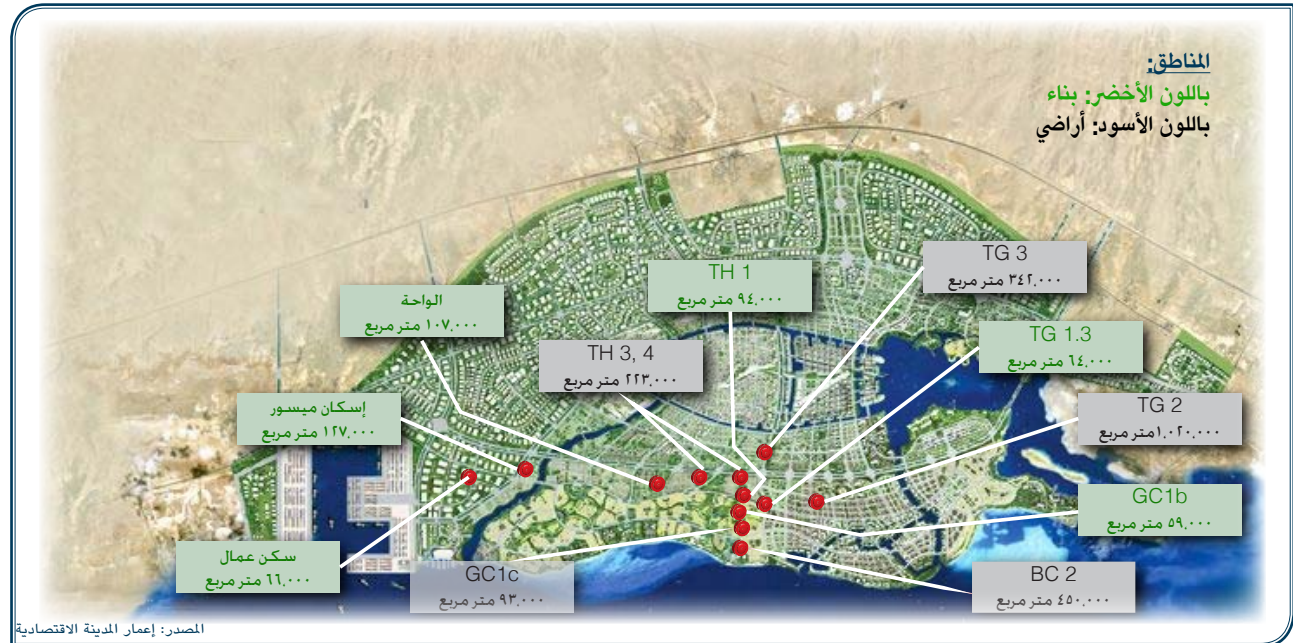 المناطق:
باللون الأخضر: بناء
باللون الأسود: أراضي
TG 3
٣٤٢,٠٠٠ متر مربع
TH 1
٩٤,٠٠٠ متر مربع
الواحة
١٠٧,٠٠٠ متر مربع
TG 1.3
٦٤,٠٠٠ متر مربع
TH 3, 4
٢٢٣,٠٠٠ متر مربع
TG 2
١,٠٢٠,٠٠٠متر مربع
إسكان ميسور
١٢٧,٠٠٠ متر مربع
GC1b
٥٩,٠٠٠ متر مربع
سكن عمال
٦٦,٠٠٠ متر مربع
GC1c
٩٣,٠٠٠ متر مربع
BC 2
٤٥٠,٠٠٠ متر مربع
المصدر: إعمار المدينة الاقتصادية